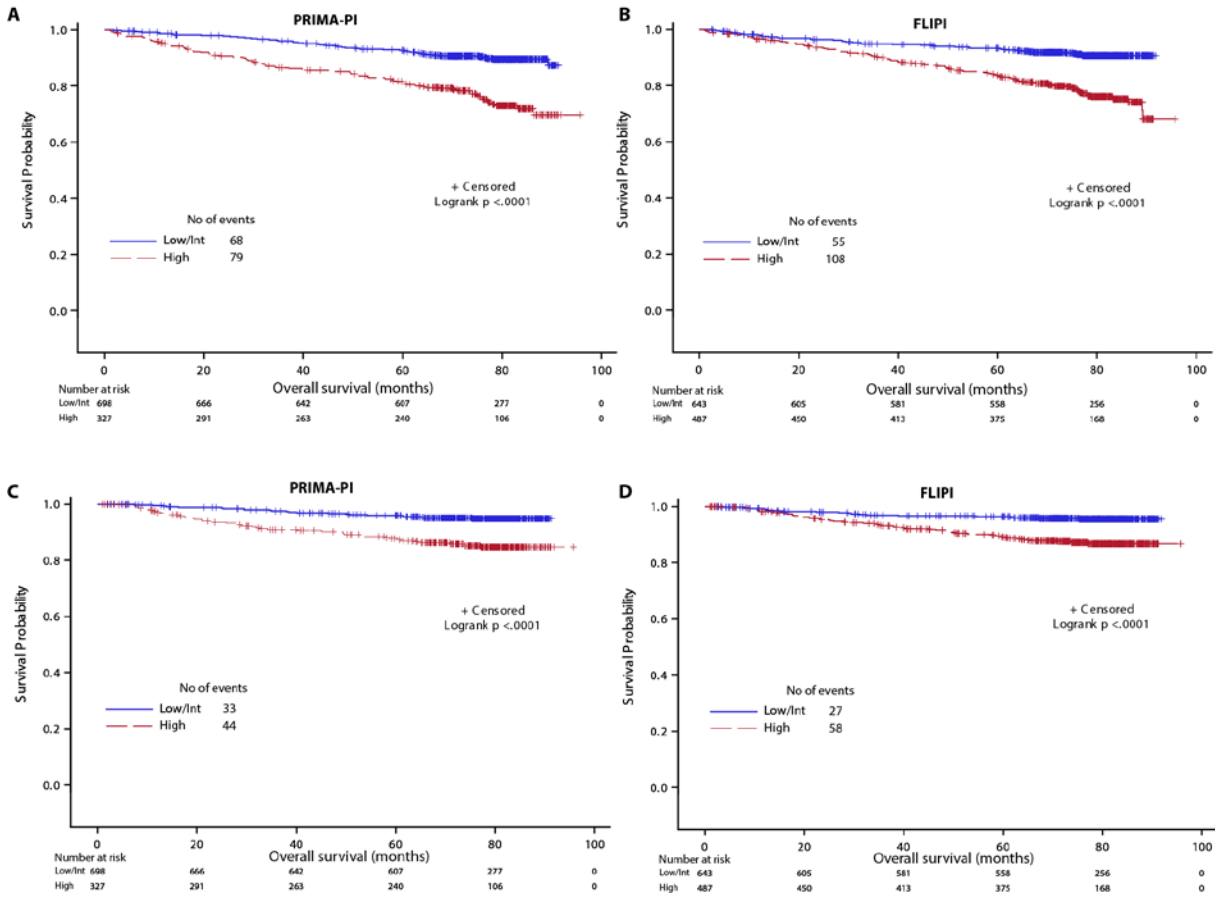 A
PRIMA-PI
1.0
0.8
0.6
0.4
0.2
0.0
Survival Probability
+ Censored
Logrank p <.0001
No of events
Low/Int 68
High 79
0 20 40 60 80 100
Overall survival (months)
Number at risk
Low/Int 698 666 642 607 277 0
High 327 291 263 240 106 0
B
FLIPI
1.0
0.8
0.6
0.4
0.2
0.0
Survival Probability
+ Censored
Logrank p <.0001
No of events
Low/Int 55
High 108
0 20 40 60 80 100
Overall survival (months)
Number at risk
Low/Int 643 605 581 558 256 0
High 487 450 413 375 168 0
C
PRIMA-PI
1.0
0.8
0.6
0.4
0.2
0.0
Survival Probability
+ Censored
Logrank p <.0001
No of events
Low/Int 33
High 44
0 20 40 60 80 100
Overall survival (months)
Number at risk
Low/Int 698 666 642 607 277 0
High 327 291 263 240 106 0
D
FLIPI
1.0
0.8
0.6
0.4
0.2
0.0
Survival Probability
+ Censored
Logrank p <.0001
No of events
Low/Int 27
High 58
0 20 40 60 80 100
Overall survival (months)
Number at risk
Low/Int 643 605 581 558 256 0
High 487 450 413 375 168 0